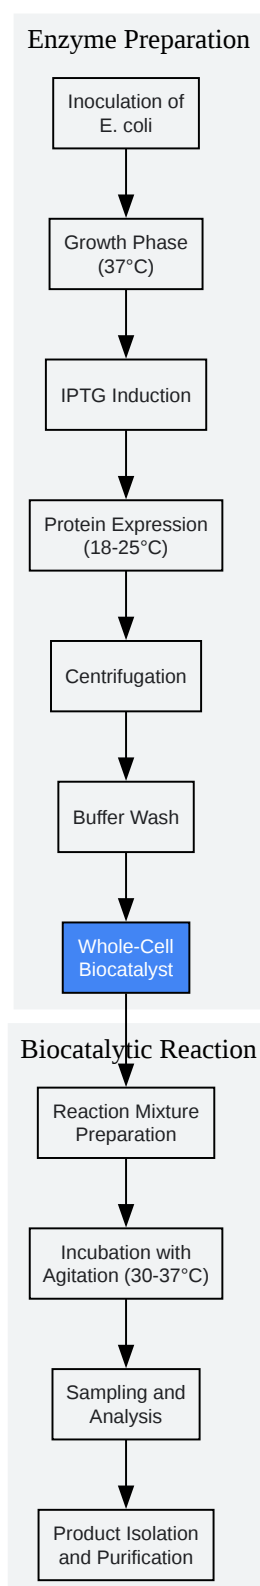 Enzyme Preparation
Inoculation of
E. coli
Growth Phase
(37°C)
IPTG Induction
Protein Expression
(18-25°C)
Centrifugation
Buffer Wash
Whole-Cell
Biocatalyst
Biocatalytic Reaction
Reaction Mixture
Preparation
Incubation with
Agitation (30-37°C)
Sampling and
Analysis
Product Isolation
and Purification